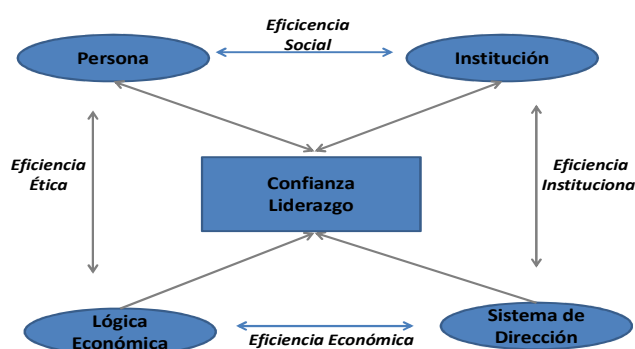 Eficicencia
Social
Persona
Institución
Eficiencia
Ética
Confianza
Liderazgo
Eficiencia
Instituciona
Lógica
Económica
Eficiencia Económica
Sistema de
Dirección